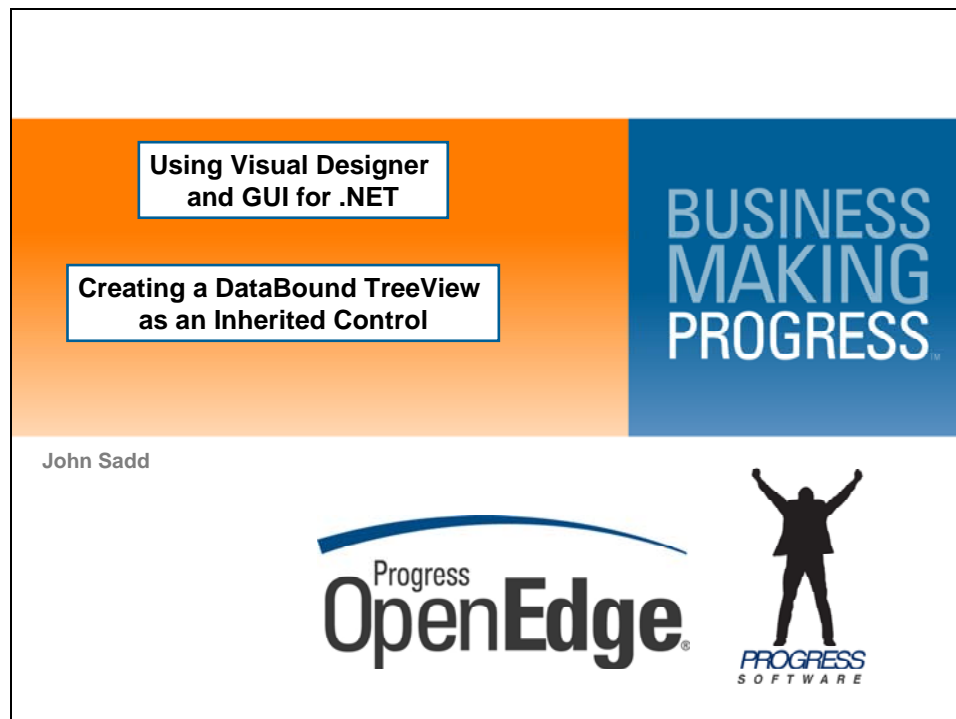 Using Visual Designer
and GUI for .NET
Creating a DataBound TreeView
as an Inherited Control
BUSINESS
MAKING
PROGRESS™
John Sadd
Progress
OpenEdge®
PROGRESS
SOFTWARE